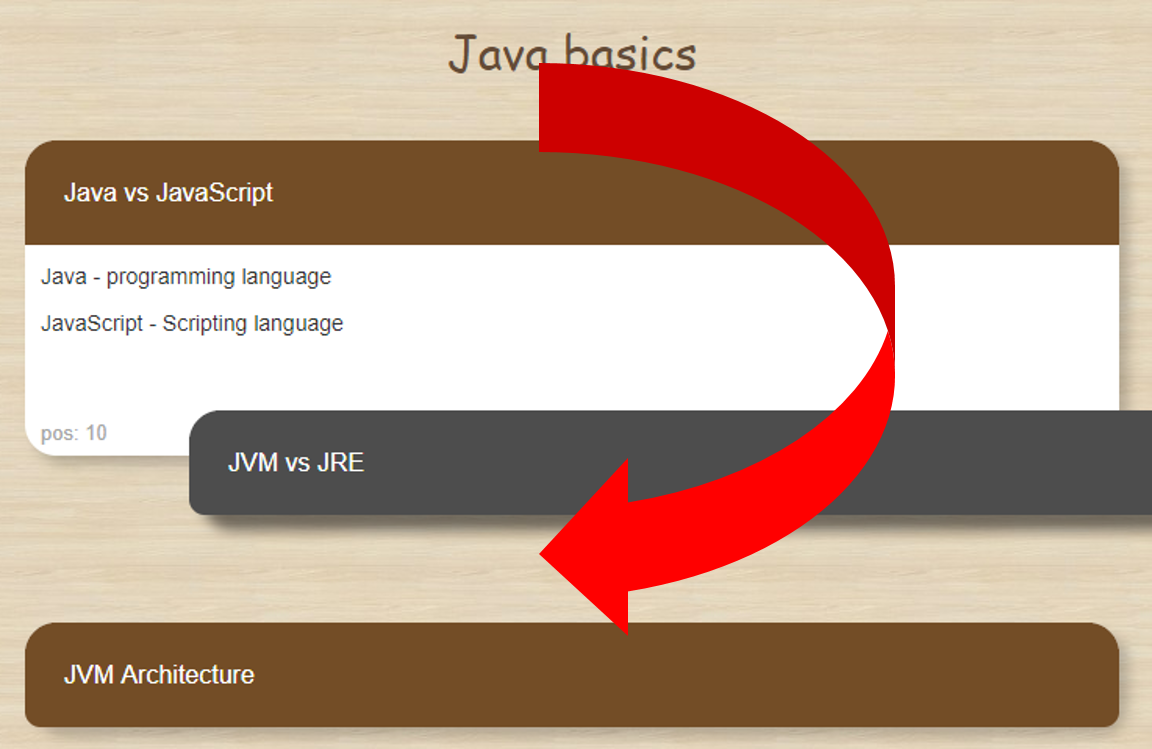 Java basics
Java vs JavaScript
Java - programming language
JavaScript - Scripting language
pos: 10
JVM vs JRE
JVM Architecture